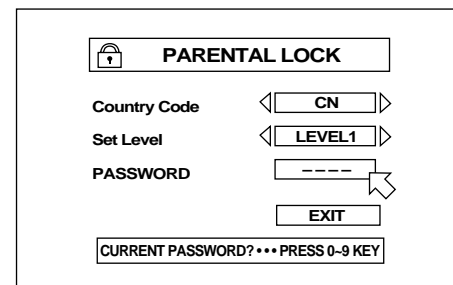 PARENTAL LOCK
Country Code CN
Set Level LEVEL1
PASSWORD ––––
EXIT
CURRENT PASSWORD? ••• PRESS 0~9 KEY